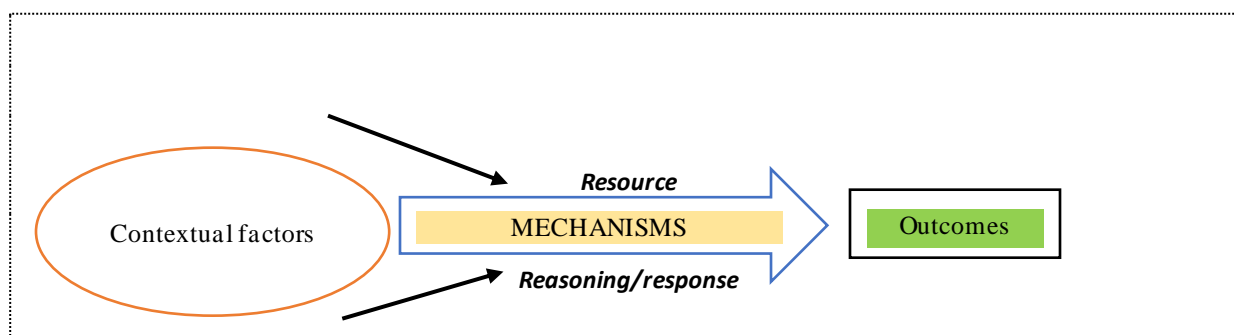 Resource
Contextual factors
MECHANISMS
Outcomes
Reasoning/response